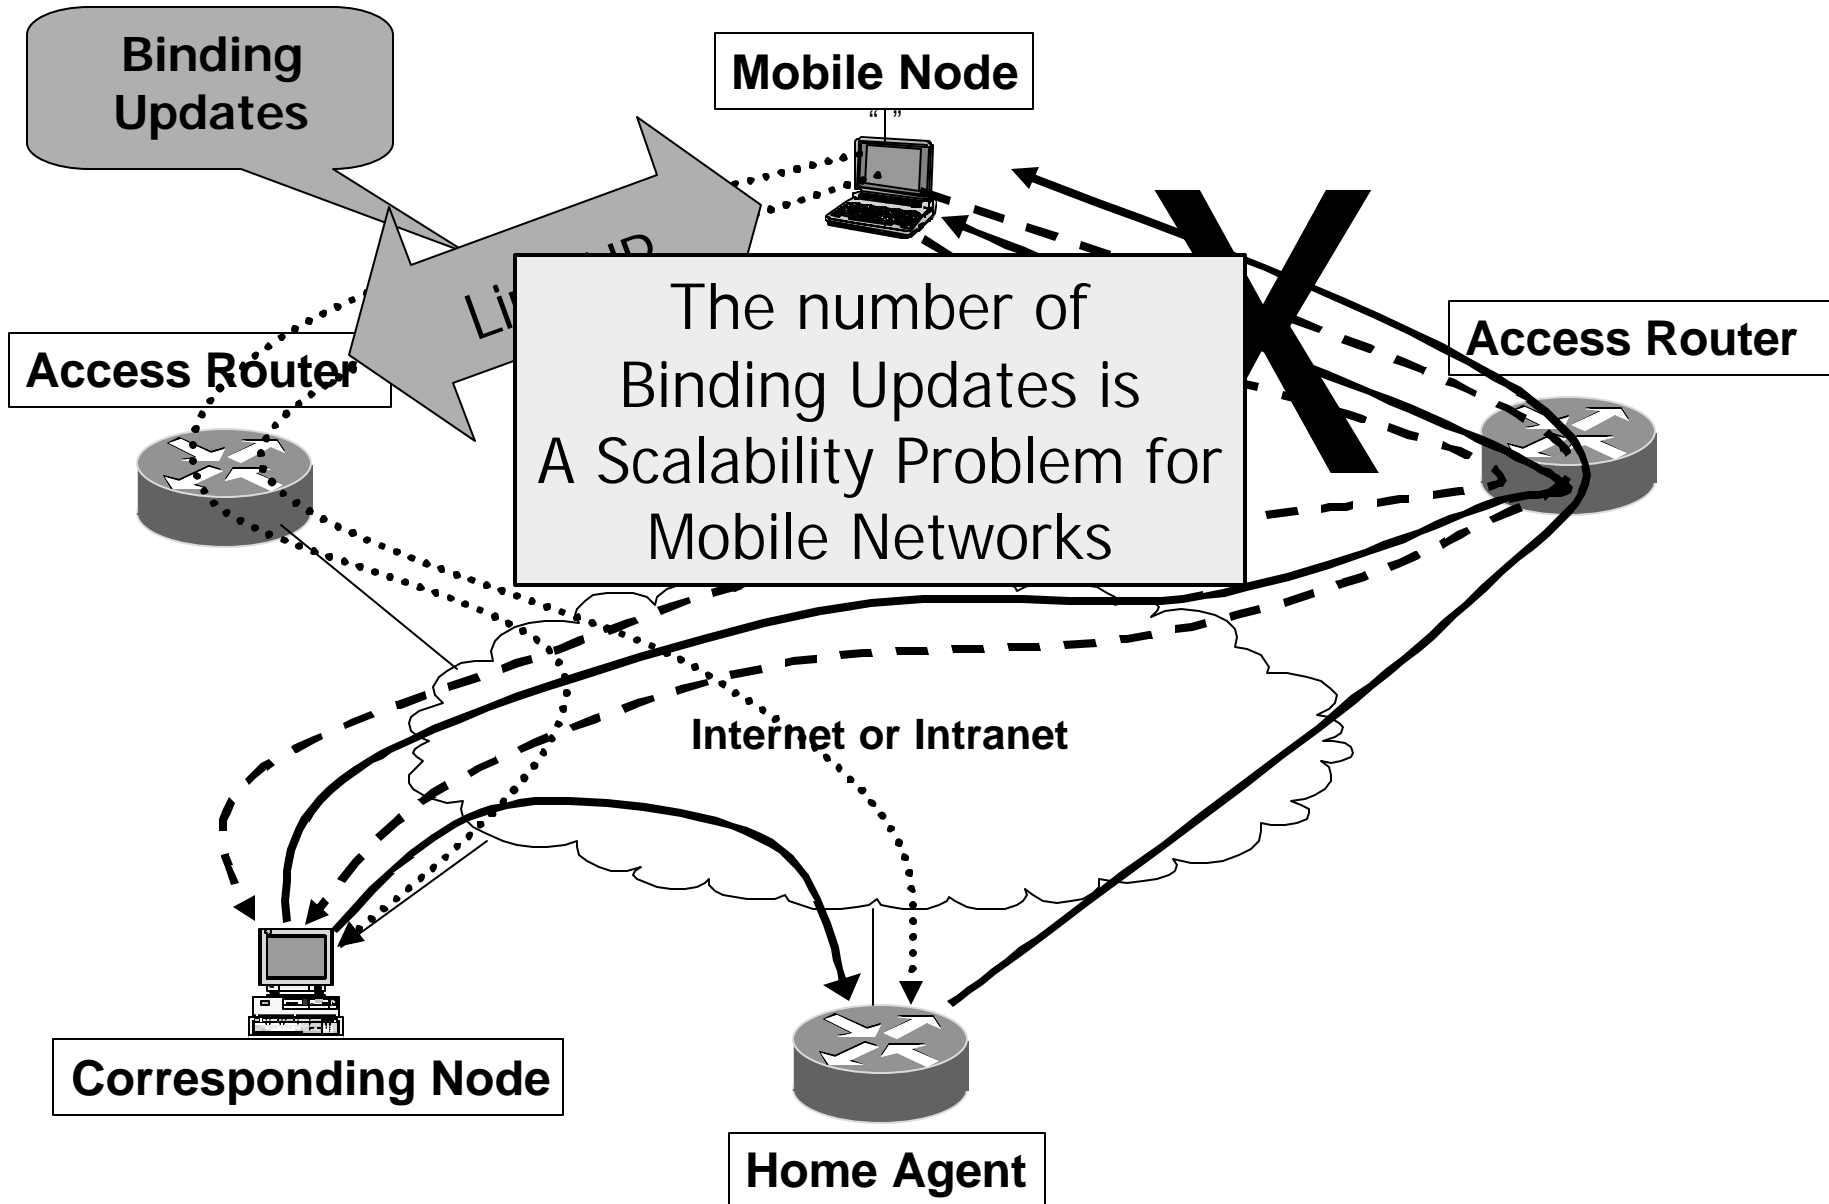 Binding
Updates
Mobile Node
“ ”
UP
The number of
Binding Updates is
A Scalability Problem for
Mobile Networks
Access Router
Access Router
Internet or Intranet
Corresponding Node
Home Agent